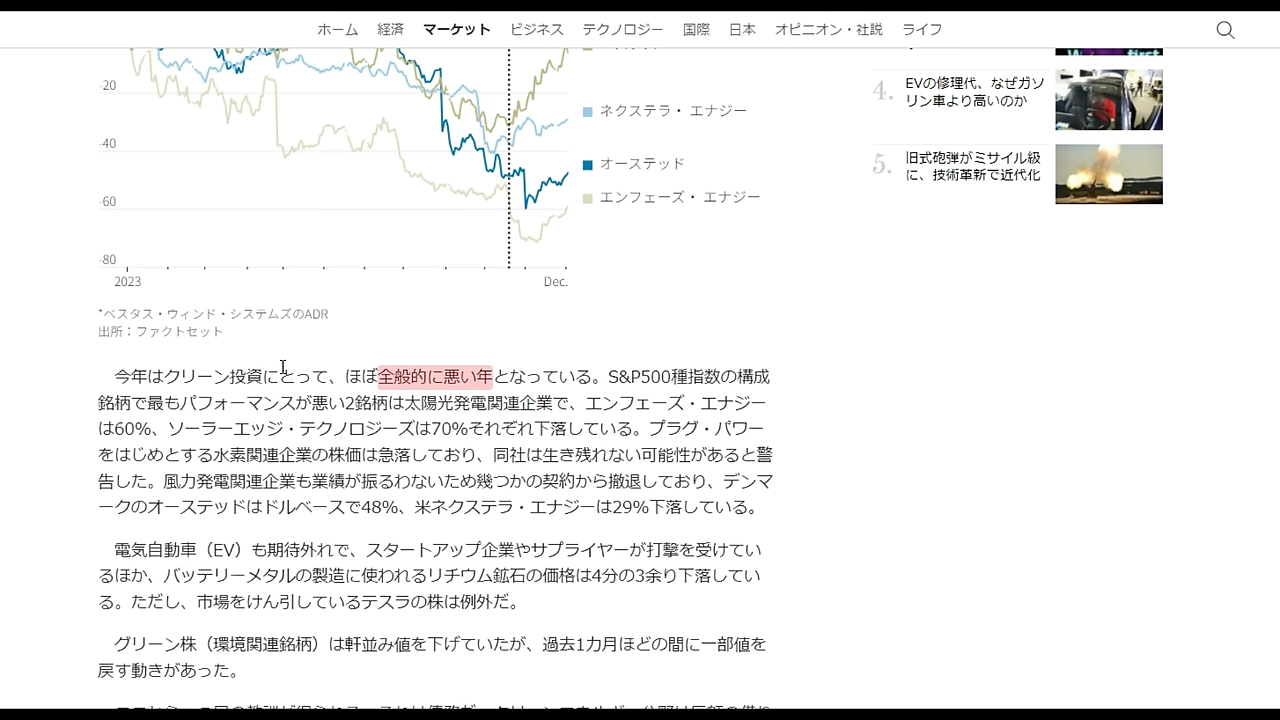 ホーム 経済 マーケット ビジネス テクノロジー 国際 日本 オピニオン・社説 ライフ
-20
-40
-60
-80
2023 Dec.
ネクステラ・ エナジー
オーステッド
エンフェーズ・ エナジー
*ベスタス・ウィンド・システムズのADR
出所：ファクトセット
今年はクリーン投資にとって、ほぼ全般的に悪い年となっている。S&P500種指数の構成
銘柄で最もパフォーマンスが悪い2銘柄は太陽光発電関連企業で、エンフェーズ・エナジー
は60%、ソーラーエッジ・テクノロジーズは70%それぞれ下落している。プラグ・パワー
をはじめとする水素関連企業の株価は急落しており、同社は生き残れない可能性があると警
告した。風力発電関連企業も業績が振るわないため幾つかの契約から撤退しており、デンマ
ークのオーステッドはドルベースで48%、米ネクステラ・エナジーは29%下落している。
電気自動車（EV）も期待外れで、スタートアップ企業やサプライヤーが打撃を受けてい
るほか、バッテリーメタルの製造に使われるリチウム鉱石の価格は4分の3余り下落してい
る。ただし、市場をけん引しているテスラの株は例外だ。
グリーン株（環境関連銘柄）は軒並み値を下げていたが、過去1カ月ほどの間に一部値を
戻す動きがあった。
4.
EVの修理代、なぜガソ
リン車より高いのか
5.
旧式砲弾がミサイル級
に、技術革新で近代化